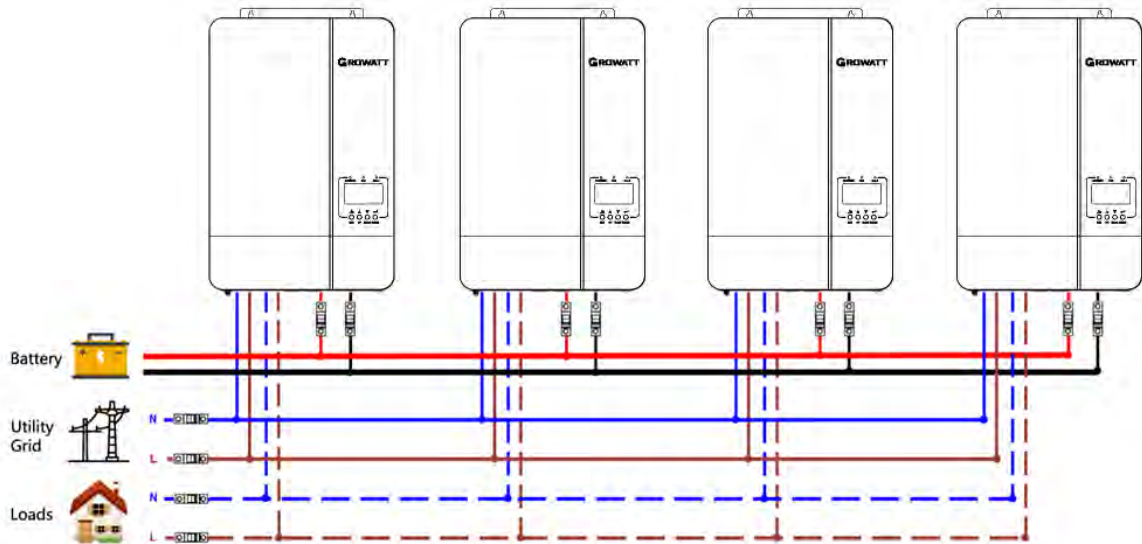 GROWATT
GROWATT
GROWATT
GROWATT
Battery
+ -
Utility
Grid
N
L
Loads
N
L